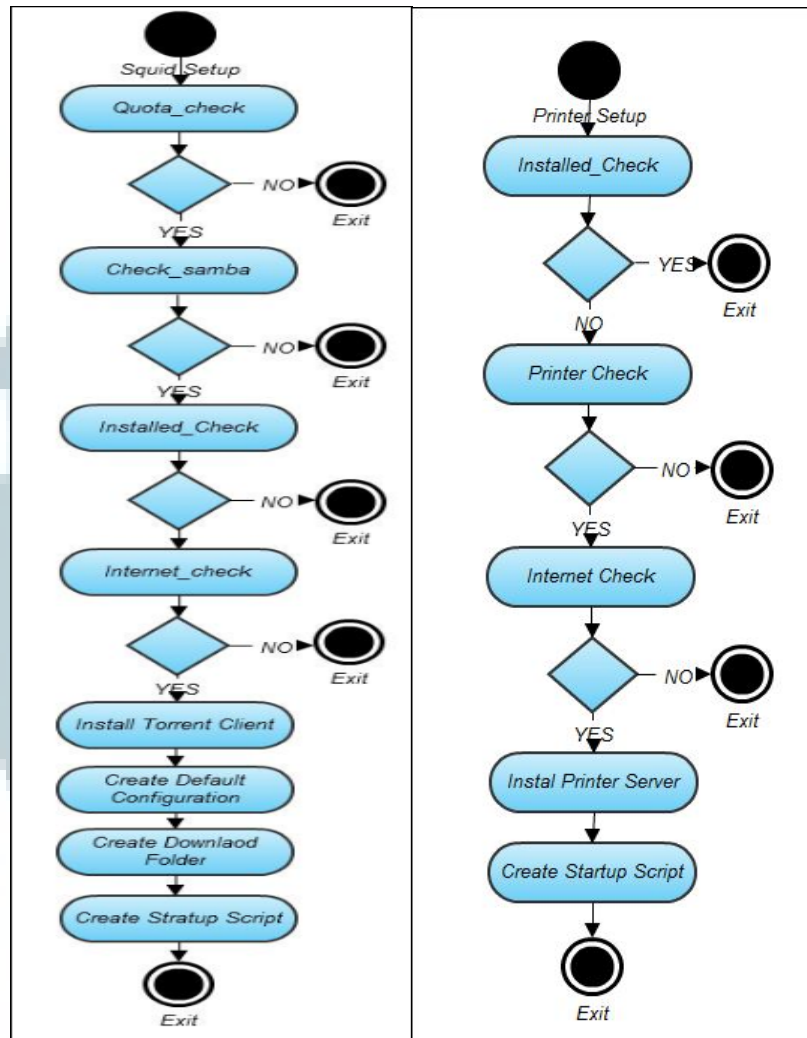 Squid Setup
Quota_check
NO
Exit
YES
Check_samba
NO
Exit
YES
Installed_Check
NO
Exit
Internet_check
NO
Exit
YES
Install Torrent Client
Create Default
Configuration
Create Downlaod
Folder
Create Stratup Script
Exit
Printer Setup
Installed_Check
YES
Exit
NO
Printer Check
NO
Exit
YES
Internet Check
NO
Exit
YES
Instal Printer Server
Create Startup Script
Exit